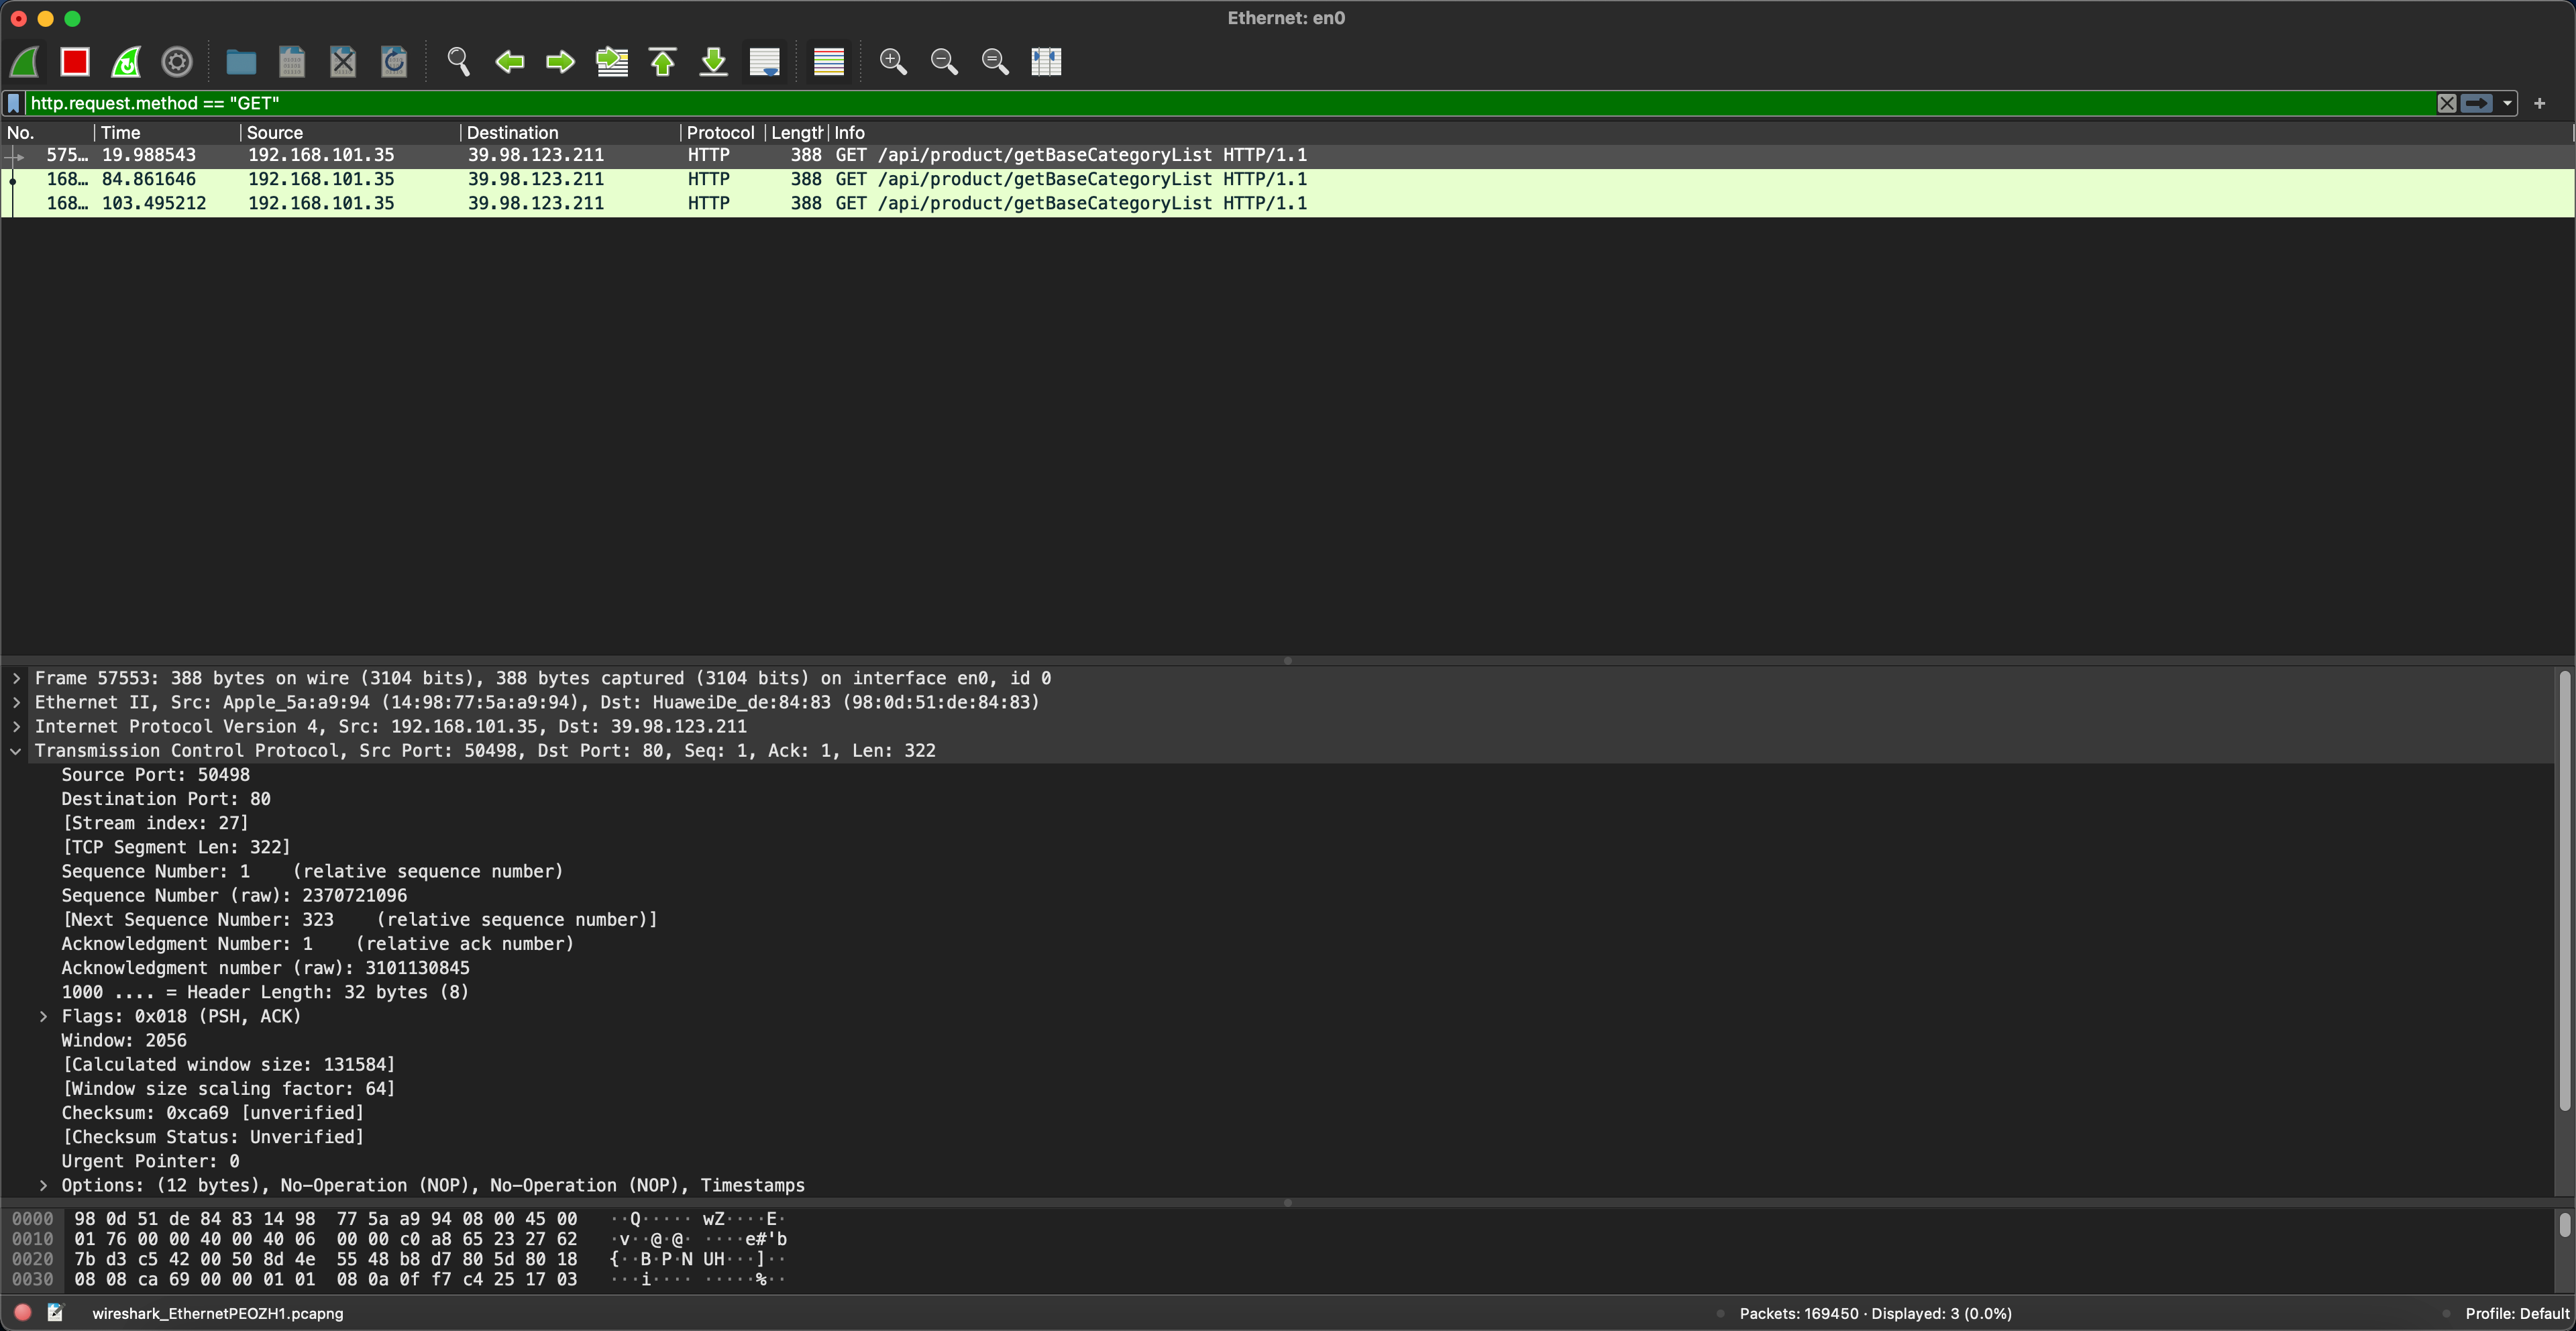 Ethernet: en0
http.request.method == "GET"
No. Time Source Destination Protocol Length Info
575… 19.988543 192.168.101.35 39.98.123.211 HTTP 388 GET /api/product/getBaseCategoryList HTTP/1.1
168… 84.861646 192.168.101.35 39.98.123.211 HTTP 388 GET /api/product/getBaseCategoryList HTTP/1.1
168… 103.495212 192.168.101.35 39.98.123.211 HTTP 388 GET /api/product/getBaseCategoryList HTTP/1.1
Frame 57553: 388 bytes on wire (3104 bits), 388 bytes captured (3104 bits) on interface en0, id 0
Ethernet II, Src: Apple_5a:a9:94 (14:98:77:5a:a9:94), Dst: HuaweiDe_de:84:83 (98:0d:51:de:84:83)
Internet Protocol Version 4, Src: 192.168.101.35, Dst: 39.98.123.211
Transmission Control Protocol, Src Port: 50498, Dst Port: 80, Seq: 1, Ack: 1, Len: 322
Source Port: 50498
Destination Port: 80
[Stream index: 27]
[TCP Segment Len: 322]
Sequence Number: 1    (relative sequence number)
Sequence Number (raw): 2370721096
[Next Sequence Number: 323    (relative sequence number)]
Acknowledgment Number: 1    (relative ack number)
Acknowledgment number (raw): 3101130845
1000 .... = Header Length: 32 bytes (8)
Flags: 0x018 (PSH, ACK)
Window: 2056
[Calculated window size: 131584]
[Window size scaling factor: 64]
Checksum: 0xca69 [unverified]
[Checksum Status: Unverified]
Urgent Pointer: 0
Options: (12 bytes), No-Operation (NOP), No-Operation (NOP), Timestamps
0000 98 0d 51 de 84 83 14 98 77 5a a9 94 08 00 45 00 ··Q····· wZ····E·
0010 01 76 00 00 40 00 40 06 00 00 c0 a8 65 23 27 62 ·v··@·@· ····e#'b
0020 7b d3 c5 42 00 50 8d 4e 55 48 b8 d7 80 5d 80 18 {··B·P·N UH···]··
0030 08 08 ca 69 00 00 01 01 08 0a 0f f7 c4 25 17 03 ···i···· ·····%··
wireshark_EthernetPEOZH1.pcapng
Packets: 169450 · Displayed: 3 (0.0%)
Profile: Default